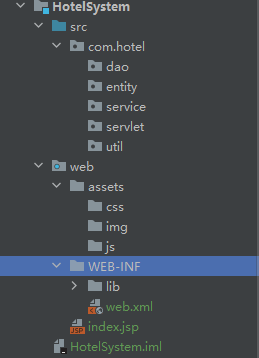 HotelSystem
src
com.hotel
dao
entity
service
servlet
util
web
assets
css
img
js
WEB-INF
lib
web.xml
JSP index.jsp
HotelSystem.iml